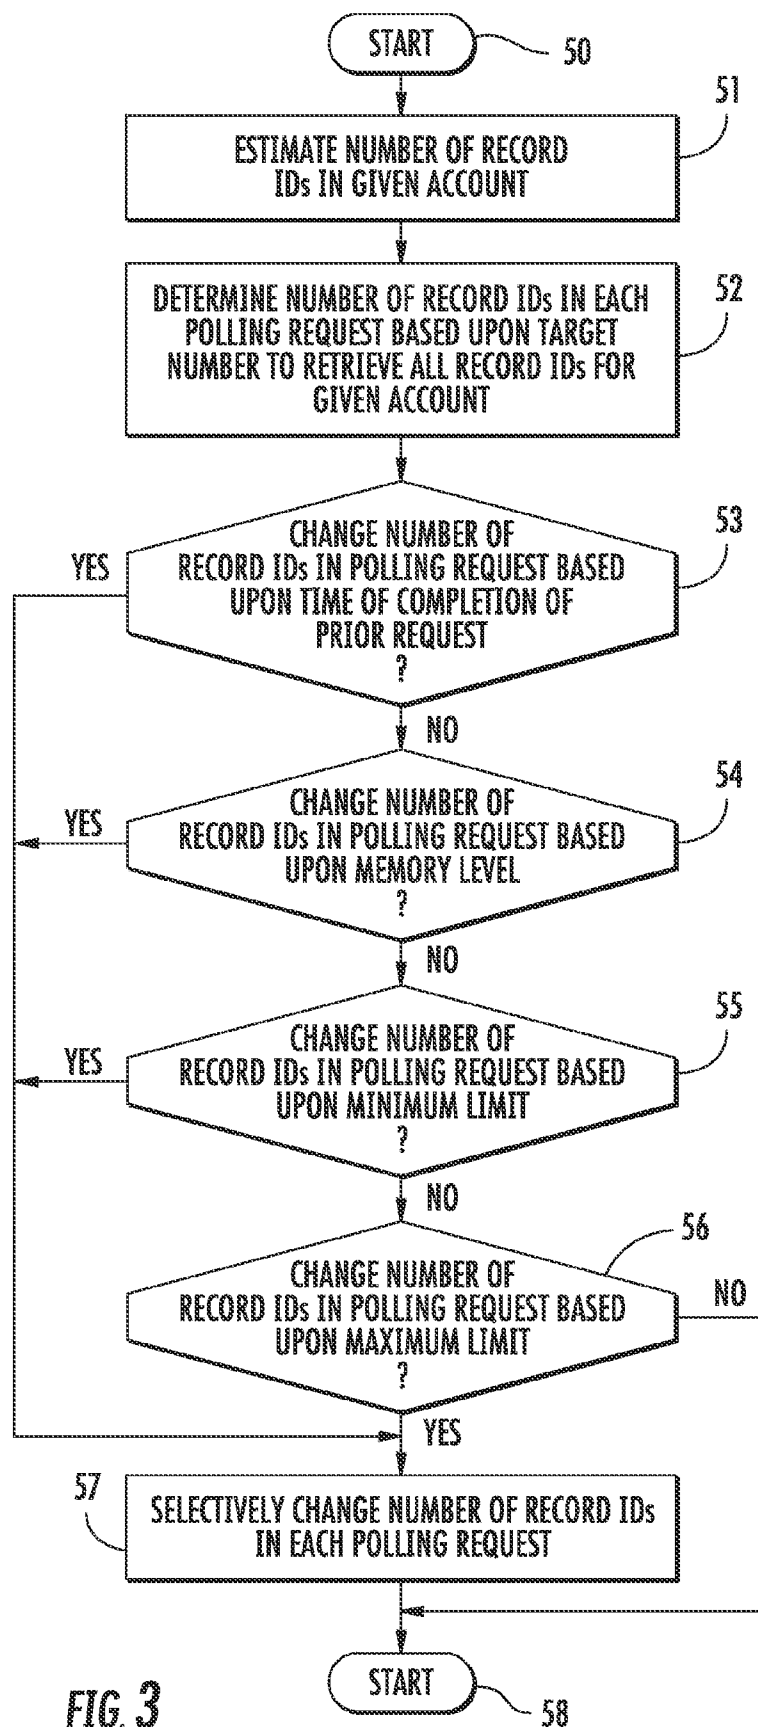 START
50
51
ESTIMATE NUMBER OF RECORD
IDs IN GIVEN ACCOUNT
52
DETERMINE NUMBER OF RECORD IDs IN EACH
POLLING REQUEST BASED UPON TARGET
NUMBER TO RETRIEVE ALL RECORD IDs FOR
GIVEN ACCOUNT
53
CHANGE NUMBER OF
RECORD IDs IN POLLING REQUEST BASED
UPON TIME OF COMPLETION OF
PRIOR REQUEST
?
YES
NO
54
CHANGE NUMBER OF
RECORD IDs IN POLLING REQUEST BASED
UPON MEMORY LEVEL
?
YES
NO
55
CHANGE NUMBER OF
RECORD IDs IN POLLING REQUEST BASED
UPON MINIMUM LIMIT
?
YES
NO
56
CHANGE NUMBER OF
RECORD IDs IN POLLING REQUEST BASED
UPON MAXIMUM LIMIT
?
NO
YES
57
SELECTIVELY CHANGE NUMBER OF RECORD IDs
IN EACH POLLING REQUEST
START
58
FIG. 3